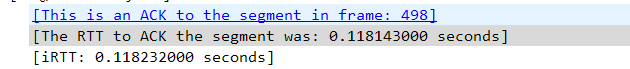 [This is an ACK to the segment in frame: 498]
[The RTT to ACK the segment was: 0.118143000 seconds]
[iRTT: 0.118232000 seconds]